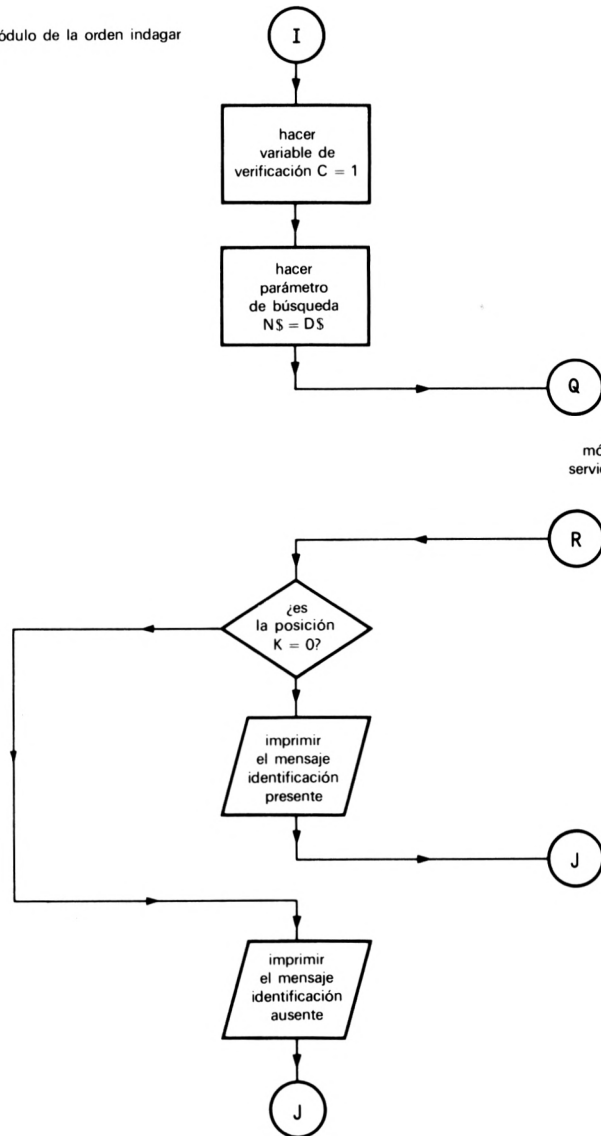 ódulo de la orden indagar
I
hacer
variable de
verificación C = 1
hacer
parámetro
de búsqueda
N$ = D$
Q
mó
servic
R
¿es
la posición
K = 0?
imprimir
el mensaje
identificación
presente
J
imprimir
el mensaje
identificación
ausente
J